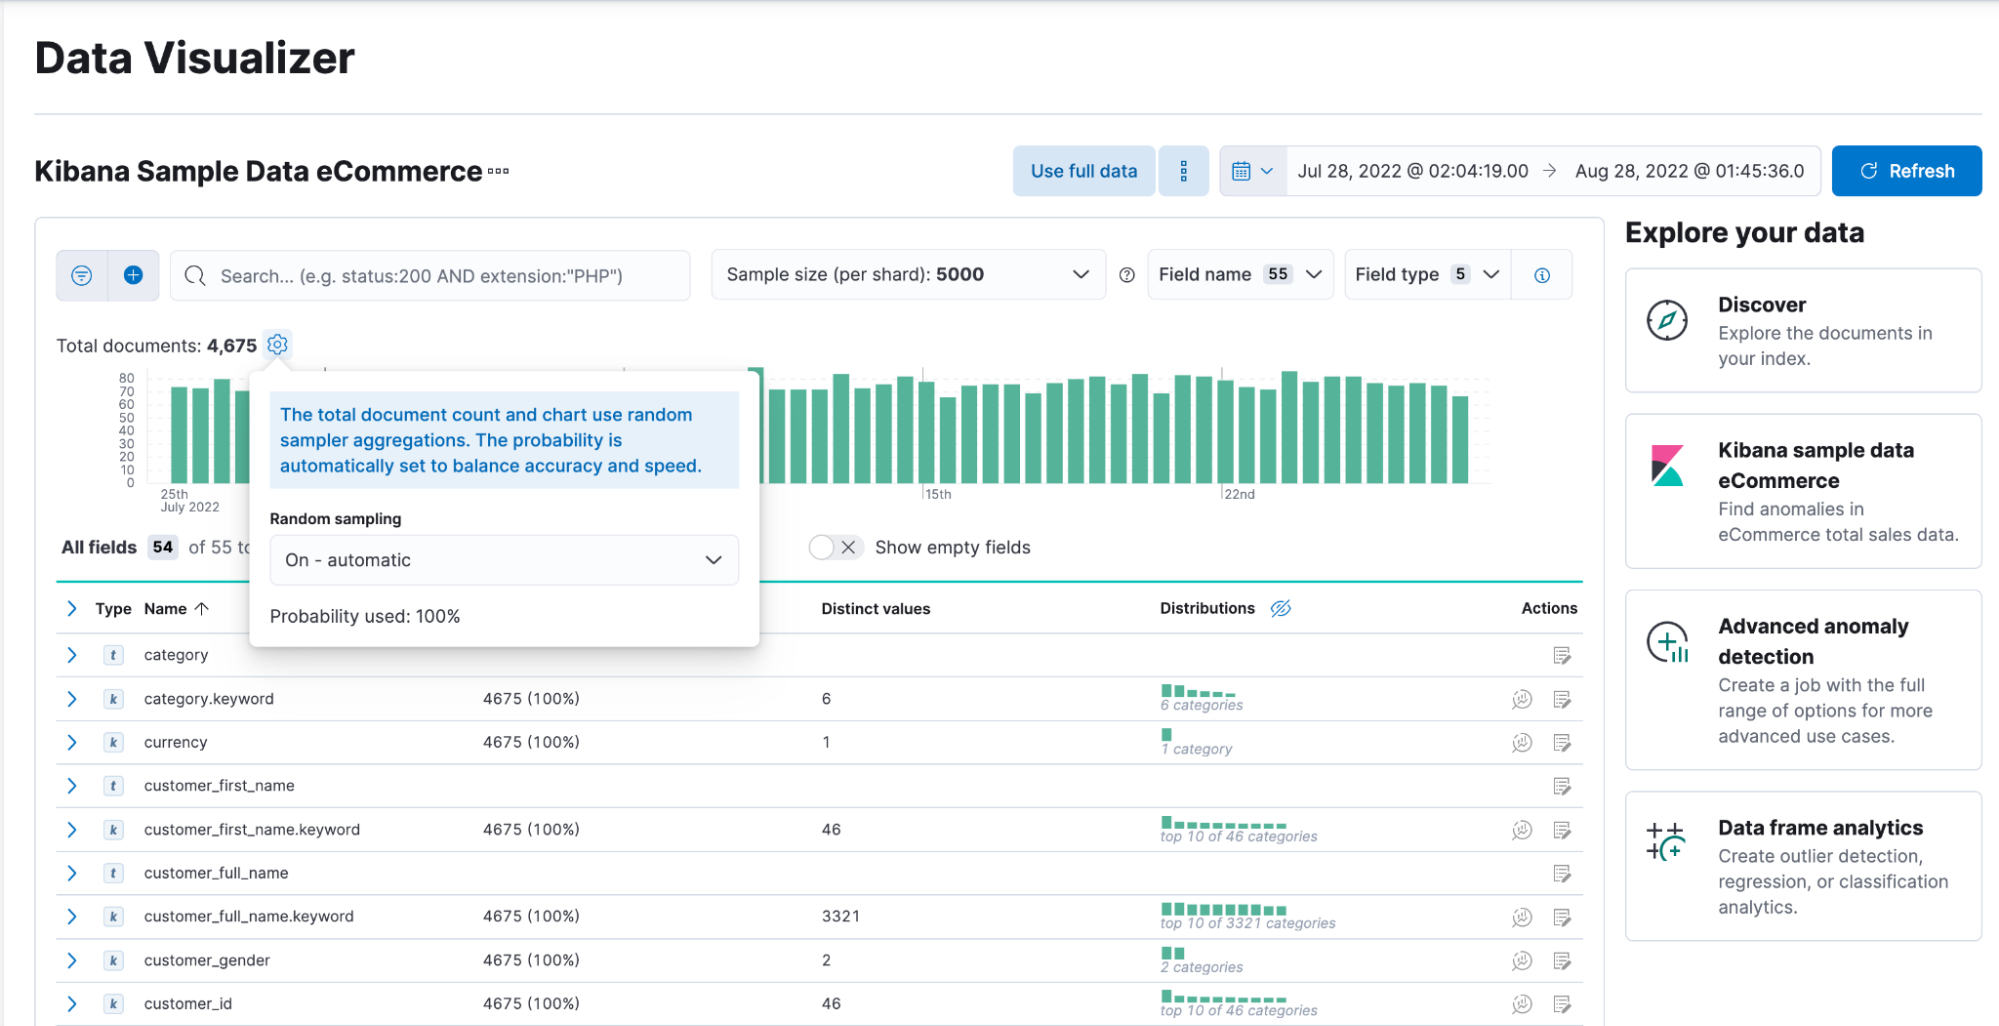 Data Visualizer
Kibana Sample Data eCommerce
Use full data
Jul 28, 2022 @ 02:04:19.00 → Aug 28, 2022 @ 01:45:36.0
Refresh
Search... (e.g. status:200 AND extension:"PHP")
Sample size (per shard): 5000
Field name 55
Field type 5
Total documents: 4,675
80
70
60
50
40
30
20
10
0
25th
July 2022
15th
22nd
The total document count and chart use random
sampler aggregations. The probability is
automatically set to balance accuracy and speed.
Random sampling
On - automatic
Probability used: 100%
All fields 54 of 55
Show empty fields
Type Name ↑ Distinct values Distributions Actions
t category
k category.keyword 4675 (100%) 6
6 categories
k currency 4675 (100%) 1
1 category
t customer_first_name
k customer_first_name.keyword 4675 (100%) 46
top 10 of 46 categories
t customer_full_name
k customer_full_name.keyword 4675 (100%) 3321
top 10 of 3321 categories
k customer_gender 4675 (100%) 2
2 categories
k customer_id 4675 (100%) 46
top 10 of 46 categories
Explore your data
Discover
Explore the documents in
your index.
Kibana sample data
eCommerce
Find anomalies in
eCommerce total sales data.
Advanced anomaly
detection
Create a job with the full
range of options for more
advanced use cases.
Data frame analytics
Create outlier detection,
regression, or classification
analytics.